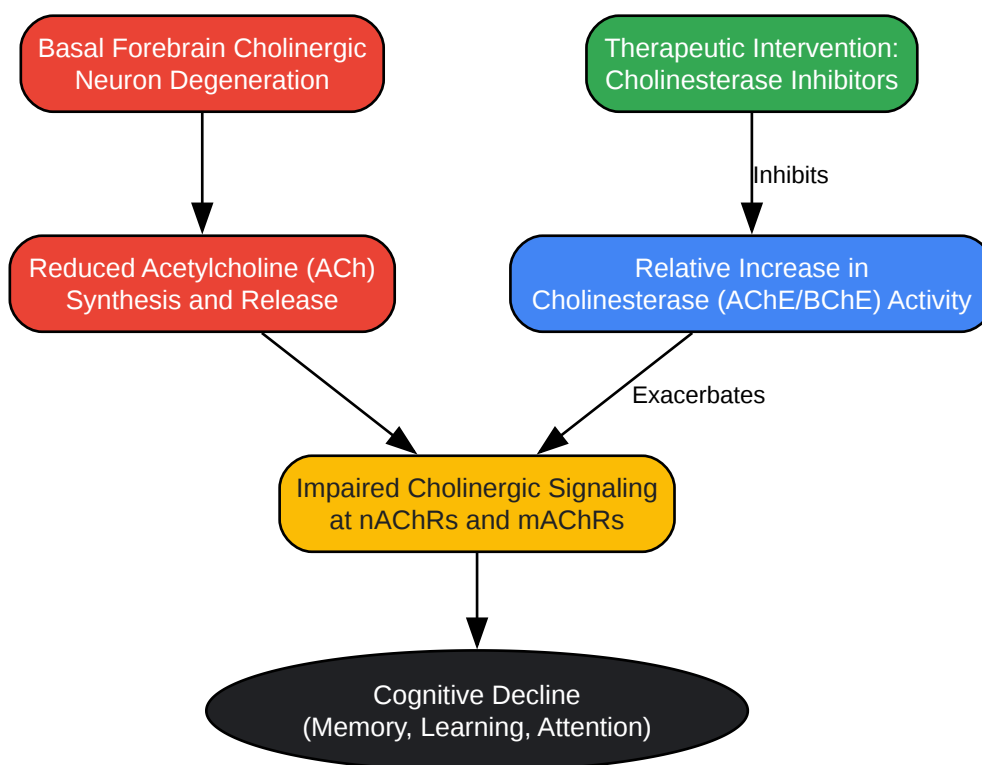 Basal Forebrain Cholinergic
Neuron Degeneration
Therapeutic Intervention:
Cholinesterase Inhibitors
Inhibits
Reduced Acetylcholine (ACh)
Synthesis and Release
Relative Increase in
Cholinesterase (AChE/BChE) Activity
Exacerbates
Impaired Cholinergic Signaling
at nAChRs and mAChRs
Cognitive Decline
(Memory, Learning, Attention)